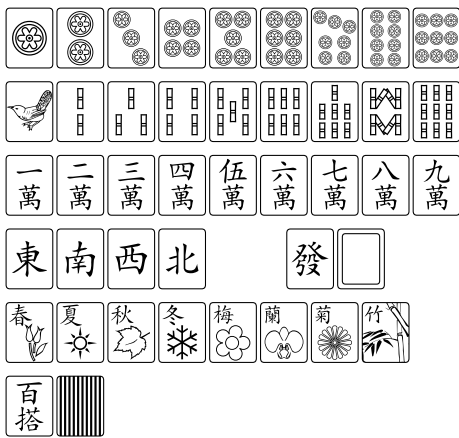 一 二 三 四 伍 六 七 八 九
萬 萬 萬 萬 萬 萬 萬 萬 萬
東 南 西 北 發
春 夏 秋 冬 梅 蘭 菊 竹
百
搭